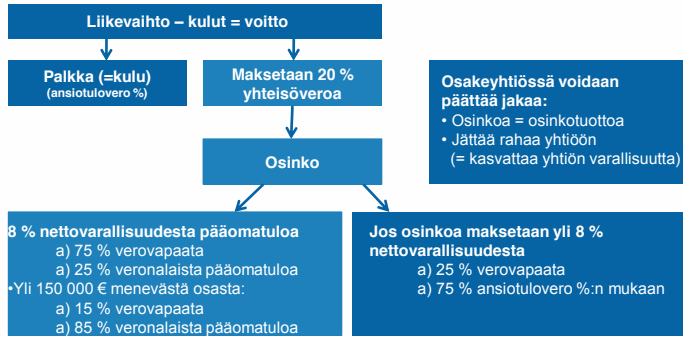 Liikevaihto – kulut = voitto
Palkka (=kulu)
(ansiotulovero %)
Maksetaan 20 %
yhteisöveroa
Osakeyhtiössä voidaan
päättää jakaa:
• Osinkoa = osinkotuottoa
• Jättää rahaa yhtiöön
(= kasvattaa yhtiön varallisuutta)
Osinko
8 % nettovarallisuudesta pääomatuloa
a) 75 % verovapaata
a) 25 % veronalaista pääomatuloa
•Yli 150 000 € menevästä osasta:
a) 15 % verovapaata
a) 85 % veronalaista pääomatuloa
Jos osinkoa maksetaan yli 8 %
nettovarallisuudesta
a) 25 % verovapaata
a) 75 % ansiotulovero %:n mukaan